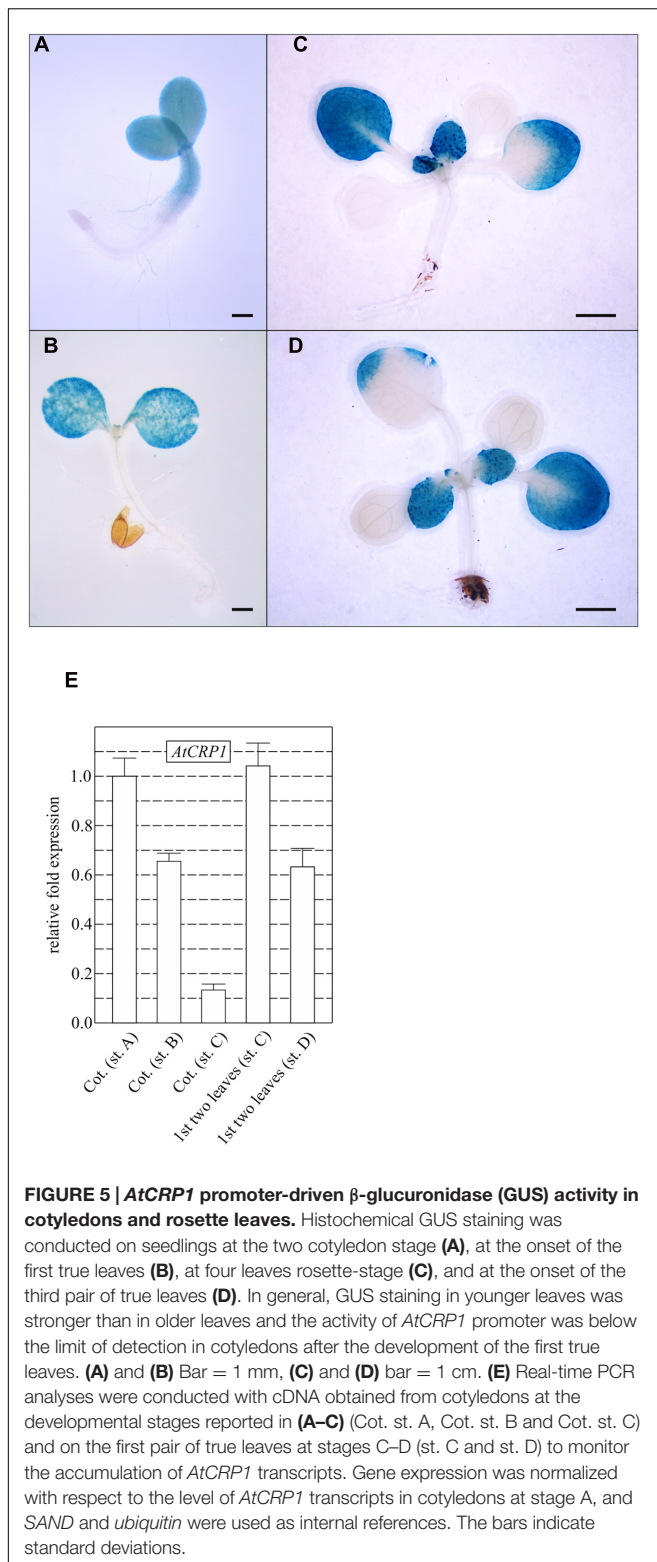 A
C
B
D
E
AtCRP1
relative fold expression
1.0
0.8
0.6
0.4
0.2
0.0
Cot. (st. A)
Cot. (st. B)
Cot. (st. C)
1st two leaves (st. C)
1st two leaves (st. D)
FIGURE 5 | AtCRP1 promoter-driven β-glucuronidase (GUS) activity in
cotyledons and rosette leaves. Histochemical GUS staining was
conducted on seedlings at the two cotyledon stage (A), at the onset of the
first true leaves (B), at four leaves rosette-stage (C), and at the onset of the
third pair of true leaves (D). In general, GUS staining in younger leaves was
stronger than in older leaves and the activity of AtCRP1 promoter was below
the limit of detection in cotyledons after the development of the first true
leaves. (A) and (B) Bar = 1 mm, (C) and (D) bar = 1 cm. (E) Real-time PCR
analyses were conducted with cDNA obtained from cotyledons at the
developmental stages reported in (A–C) (Cot. st. A, Cot. st. B and Cot. st. C)
and on the first pair of true leaves at stages C–D (st. C and st. D) to monitor
the accumulation of AtCRP1 transcripts. Gene expression was normalized
with respect to the level of AtCRP1 transcripts in cotyledons at stage A, and
SAND and ubiquitin were used as internal references. The bars indicate
standard deviations.